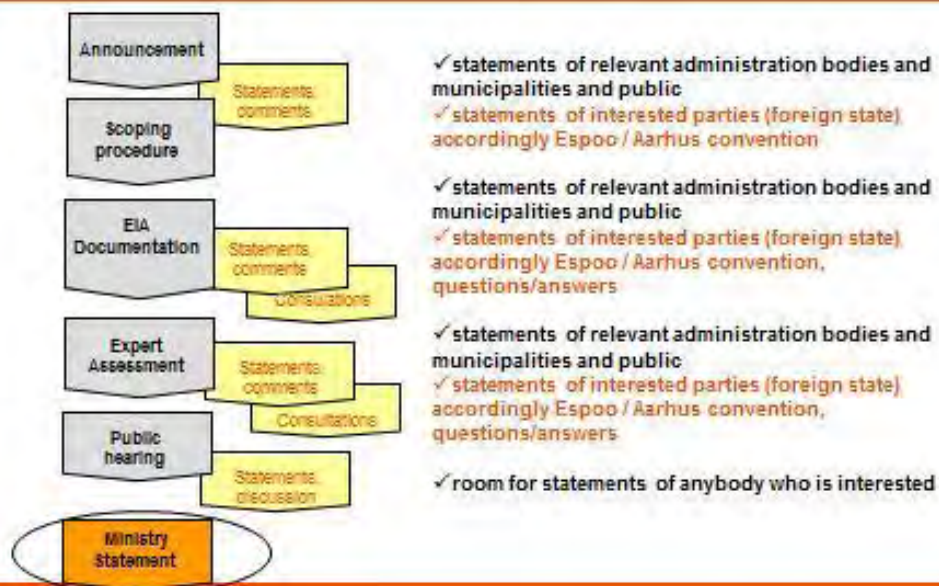 Announcement
Statements,
comments
Scoping
procedure
✓statements of relevant administration bodies and
municipalities and public
✓statements of interested parties (foreign state)
accordingly Espoo / Aarhus convention
EIA
Documentation
Statements,
comments
Consulations
✓statements of relevant administration bodies and
municipalities and public
✓statements of interested parties (foreign state)
accordingly Espoo / Aarhus convention,
questions/answers
Expert
Assessment
Statements,
comments
Consultations
✓statements of relevant administration bodies and
municipalities and public
✓statements of interested parties (foreign state)
accordingly Espoo / Aarhus convention,
questions/answers
Public
hearing
Statements,
discussion
✓room for statements of anybody who is interested
Ministry
Statement